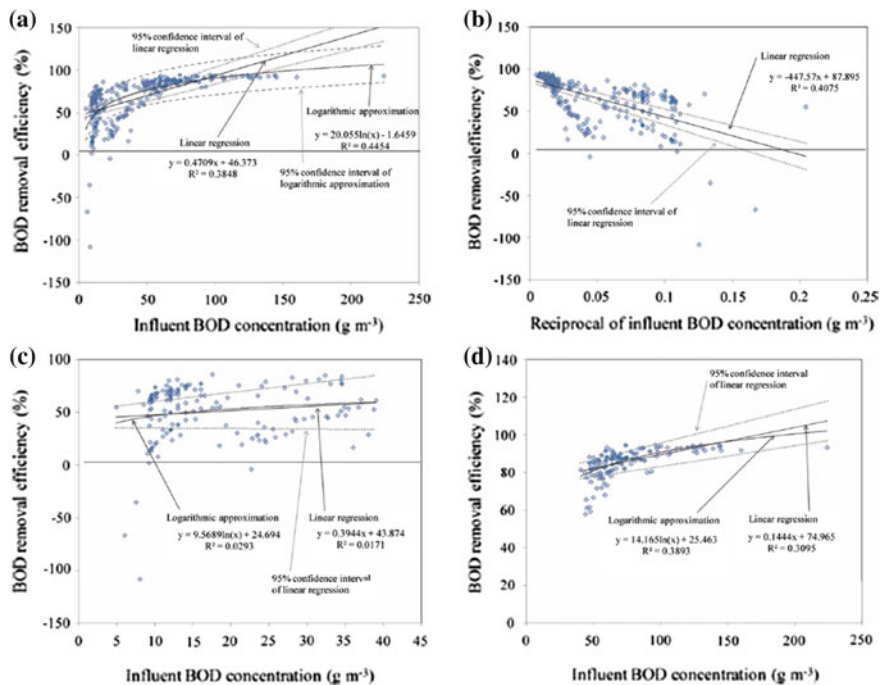 (a)
150
100
50
0
-50
-100
-150
BOD removal efficiency (%)
95% confidence interval of
linear regression
Logarithmic approximation
y = 20.055ln(x) - 1.6459
R² = 0.4454
Linear regression
y = 0.4709x + 46.373
R² = 0.3848
95% confidence interval of
logarithmic approximation
0 50 100 150 200 250
Influent BOD concentration (g m-3)
(b)
150
100
50
0
-50
-100
-150
BOD removalefficiency (%)
Linear regression
y = -447.57x + 87.895
R² = 0.4075
95% confidence interval of
linear regression
0 0.05 0.1 0.15 0.2 0.25
Reciprocal of influent BOD concentration (g m-3)
(c)
100
50
0
-50
-100
-150
BOD removal efficiency (%)
Logarithmic approximation
y = 9.5689ln(x) + 24.694
R² = 0.0293
Linear regression
y = 0.3944x + 43.874
R² = 0.0171
95% confidence interval of
linear regression
0 5 10 15 20 25 30 35 40 45
Influent BOD concentration (g m-3)
(d)
140
120
100
80
60
40
20
0
BOD removal efficiency (%)
95% confidence interval
of linear regression
Logarithmic approximation
y = 14.165ln(x) + 25.463
R² = 0.3893
Linear regression
y = 0.1444x + 74.965
R² = 0.3095
0 50 100 150 200 250
Influent BOD concentration (g m-3)